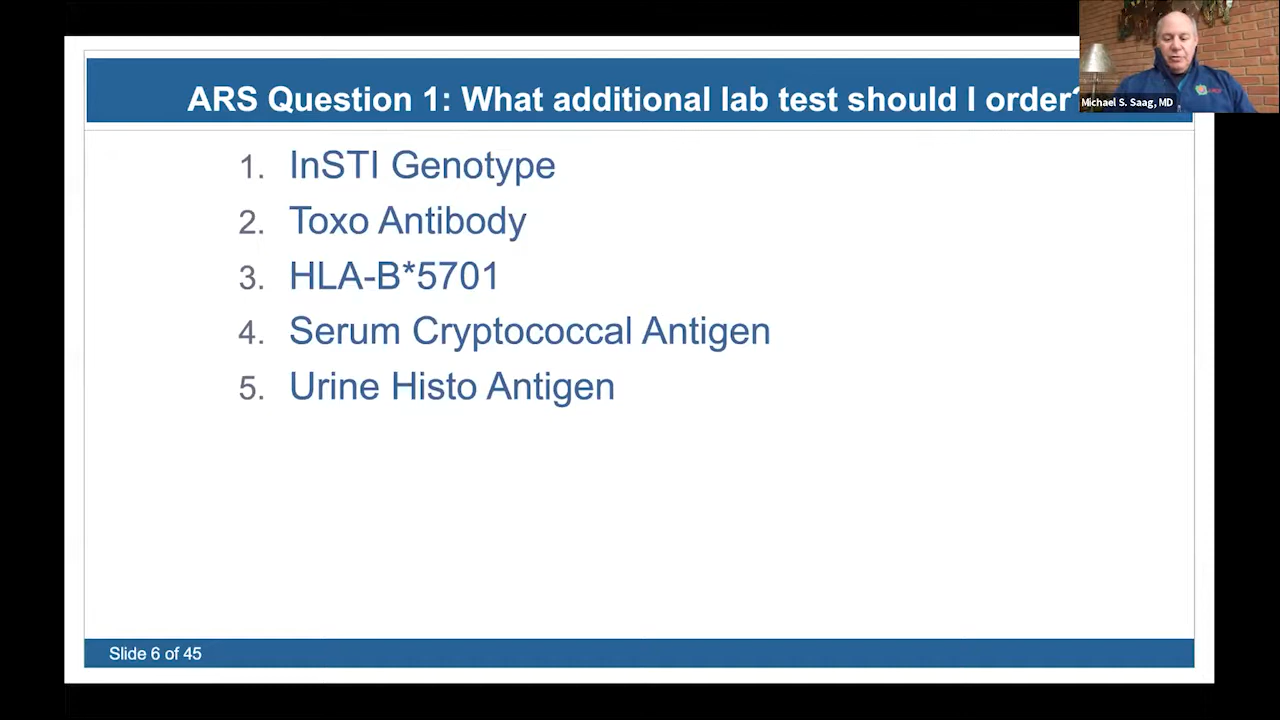 ARS Question 1: What additional lab test should I order?
Michael S. Saag, MD
1. InSTI Genotype
2. Toxo Antibody
3. HLA-B*5701
4. Serum Cryptococcal Antigen
5. Urine Histo Antigen
Slide 6 of 45